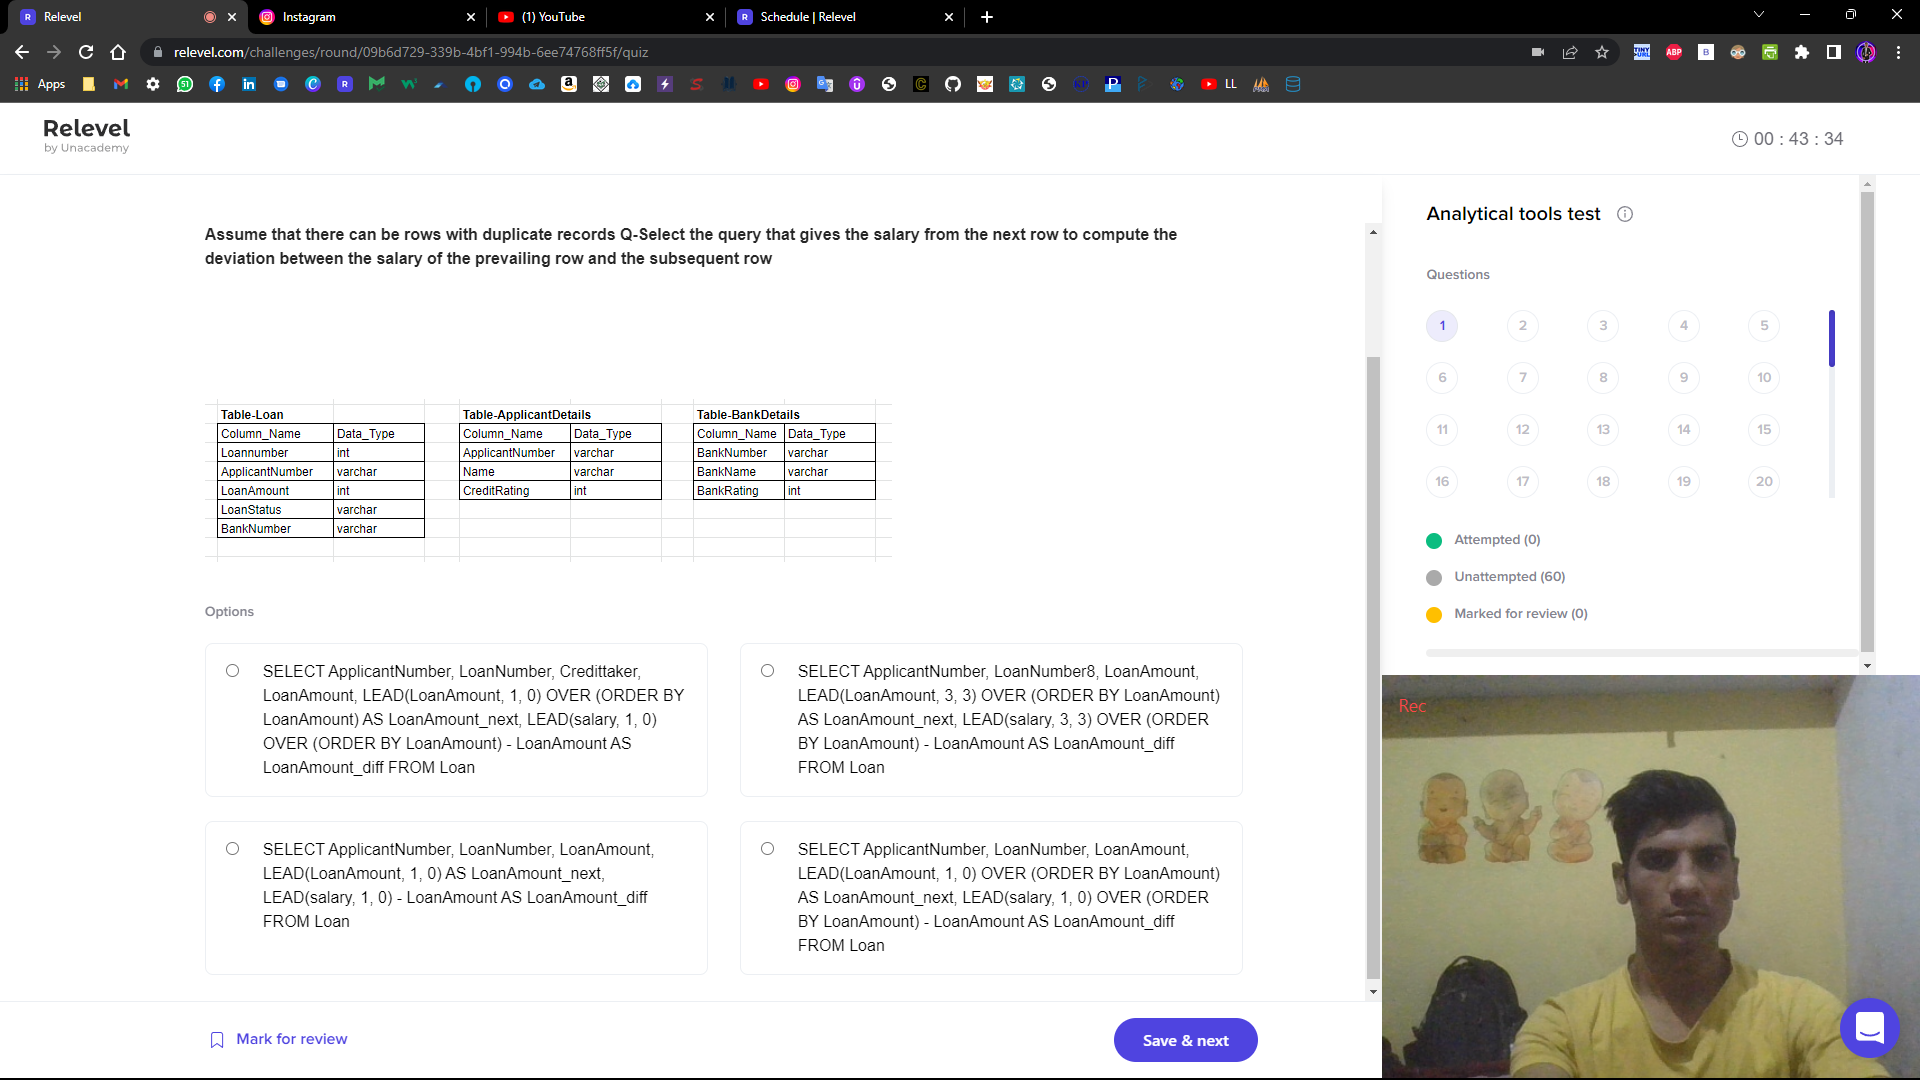 Relevel
Instagram
(1) YouTube
Schedule | Relevel
relevel.com/challenges/round/09b6d729-339b-4bf1-994b-6ee74768ff5f/quiz
Apps
LL
Relevel
by Unacademy
00 : 43 : 34
Assume that there can be rows with duplicate records Q-Select the query that gives the salary from the next row to compute the
deviation between the salary of the prevailing row and the subsequent row
Table-Loan
Column_Name Data_Type
Loannumber int
ApplicantNumber varchar
LoanAmount int
LoanStatus varchar
BankNumber varchar
Table-ApplicantDetails
Column_Name Data_Type
ApplicantNumber varchar
Name varchar
CreditRating int
Table-BankDetails
Column_Name Data_Type
BankNumber varchar
BankName varchar
BankRating int
Options
SELECT ApplicantNumber, LoanNumber, Credittaker,
LoanAmount, LEAD(LoanAmount, 1, 0) OVER (ORDER BY
LoanAmount) AS LoanAmount_next, LEAD(salary, 1, 0)
OVER (ORDER BY LoanAmount) - LoanAmount AS
LoanAmount_diff FROM Loan
SELECT ApplicantNumber, LoanNumber8, LoanAmount,
LEAD(LoanAmount, 3, 3) OVER (ORDER BY LoanAmount)
AS LoanAmount_next, LEAD(salary, 3, 3) OVER (ORDER
BY LoanAmount) - LoanAmount AS LoanAmount_diff
FROM Loan
SELECT ApplicantNumber, LoanNumber, LoanAmount,
LEAD(LoanAmount, 1, 0) AS LoanAmount_next,
LEAD(salary, 1, 0) - LoanAmount AS LoanAmount_diff
FROM Loan
SELECT ApplicantNumber, LoanNumber, LoanAmount,
LEAD(LoanAmount, 1, 0) OVER (ORDER BY LoanAmount)
AS LoanAmount_next, LEAD(salary, 1, 0) OVER (ORDER
BY LoanAmount) - LoanAmount AS LoanAmount_diff
FROM Loan
Mark for review
Save & next
Analytical tools test
Questions
1 2 3 4 5
6 7 8 9 10
11 12 13 14 15
16 17 18 19 20
Attempted (0)
Unattempted (60)
Marked for review (0)
Rec